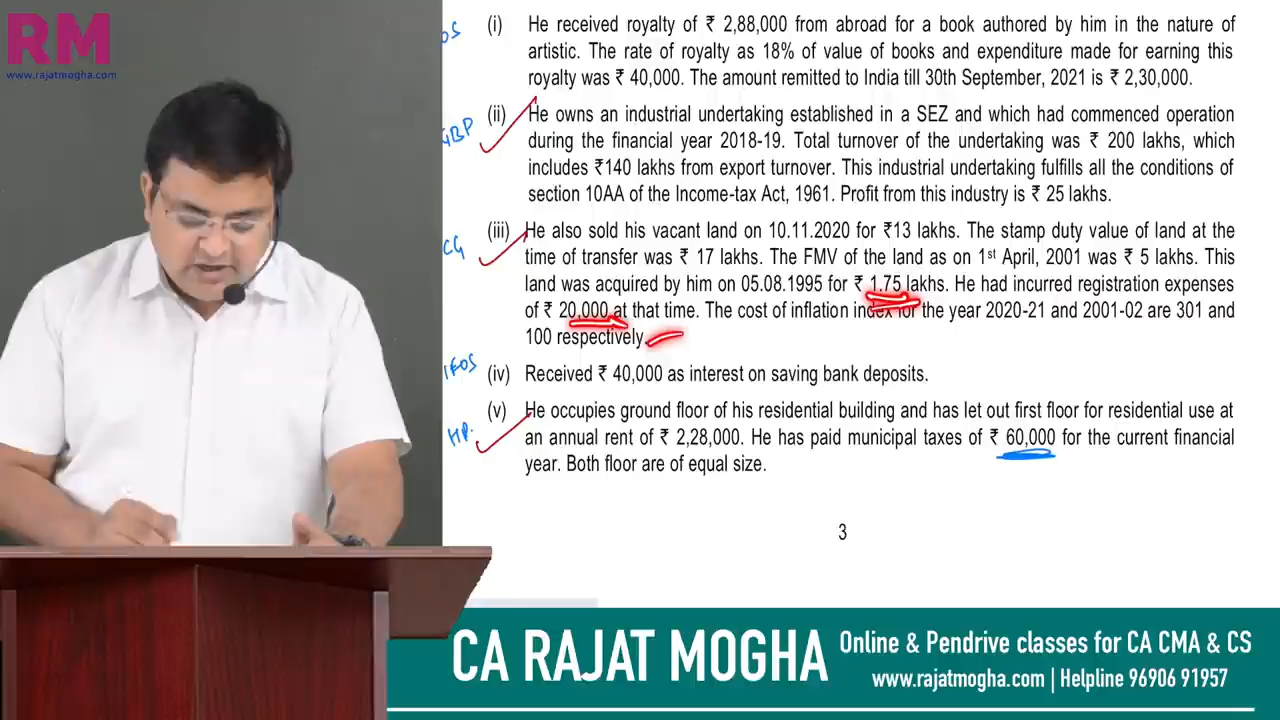 RM
www.rajatmogha.com
OS
(i) He received royalty of ₹ 2,88,000 from abroad for a book authored by him in the nature of
artistic. The rate of royalty as 18% of value of books and expenditure made for earning this
royalty was ₹ 40,000. The amount remitted to India till 30th September, 2021 is ₹ 2,30,000.
GBP
(ii) He owns an industrial undertaking established in a SEZ and which had commenced operation
during the financial year 2018-19. Total turnover of the undertaking was ₹ 200 lakhs, which
includes ₹140 lakhs from export turnover. This industrial undertaking fulfills all the conditions of
section 10AA of the Income-tax Act, 1961. Profit from this industry is ₹ 25 lakhs.
CG
(iii) He also sold his vacant land on 10.11.2020 for ₹13 lakhs. The stamp duty value of land at the
time of transfer was ₹ 17 lakhs. The FMV of the land as on 1st April, 2001 was ₹ 5 lakhs. This
land was acquired by him on 05.08.1995 for ₹ 1.75 lakhs. He had incurred registration expenses
of ₹ 20,000 at that time. The cost of inflation index for the year 2020-21 and 2001-02 are 301 and
100 respectively.
IFOS
(iv) Received ₹ 40,000 as interest on saving bank deposits.
HP.
(v) He occupies ground floor of his residential building and has let out first floor for residential use at
an annual rent of ₹ 2,28,000. He has paid municipal taxes of ₹ 60,000 for the current financial
year. Both floor are of equal size.
3
CA RAJAT MOGHA
Online & Pendrive classes for CA CMA & CS
www.rajatmogha.com | Helpline 96906 91957